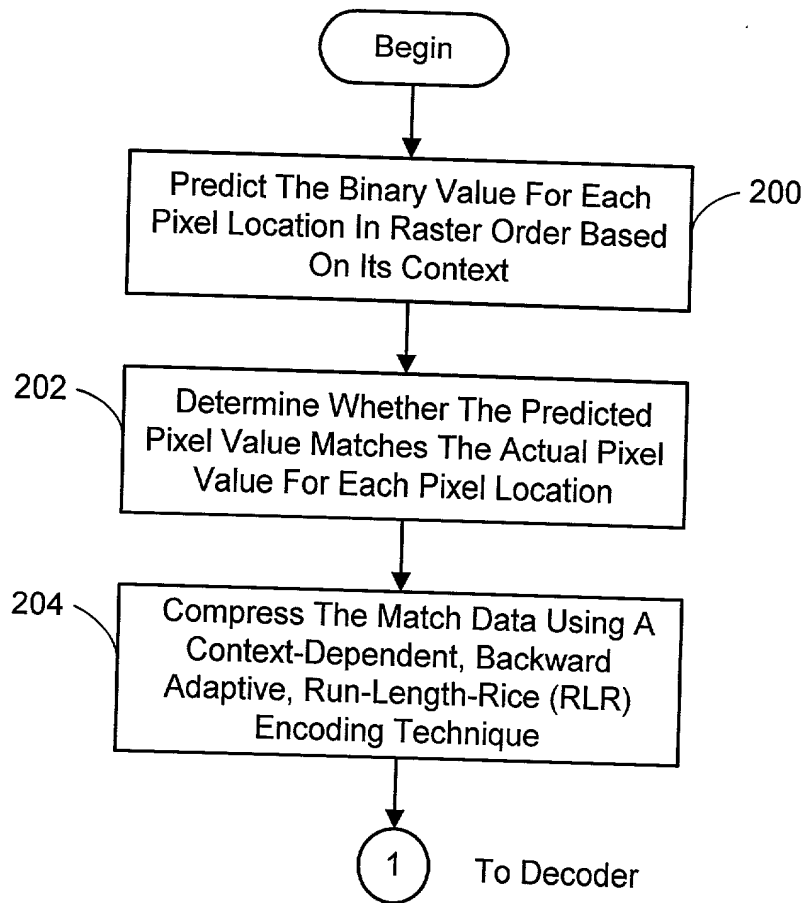 Begin
Predict The Binary Value For Each
Pixel Location In Raster Order Based
On Its Context
200
202
Determine Whether The Predicted
Pixel Value Matches The Actual Pixel
Value For Each Pixel Location
204
Compress The Match Data Using A
Context-Dependent, Backward
Adaptive, Run-Length-Rice (RLR)
Encoding Technique
1
To Decoder